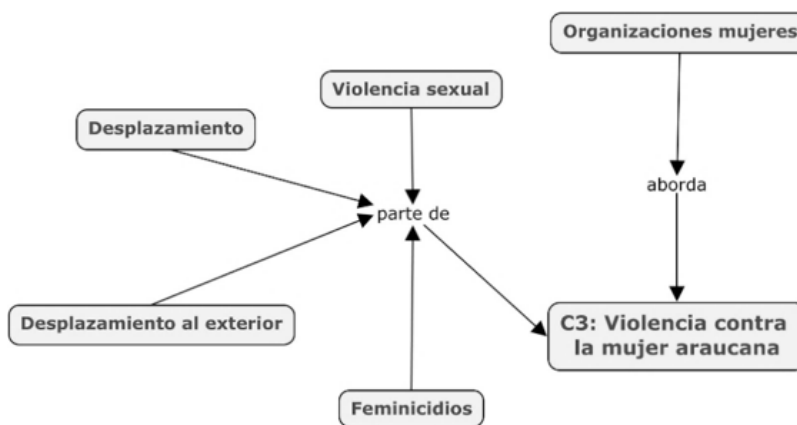 Organizaciones mujeres
Violencia sexual
Desplazamiento
aborda
parte de
Desplazamiento al exterior
C3: Violencia contra
la mujer araucana
Feminicidios